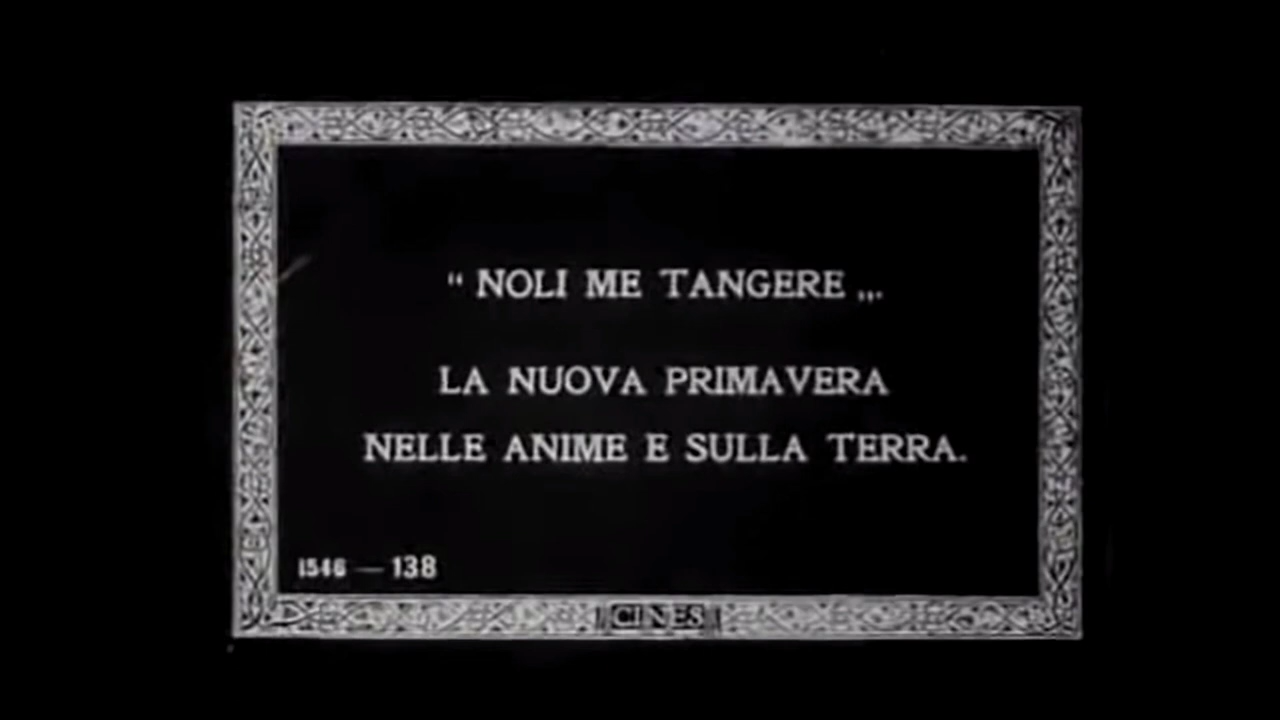 “ NOLI ME TANGERE „.
LA NUOVA PRIMAVERA
NELLE ANIME E SULLA TERRA.
1546 — 138
CINES